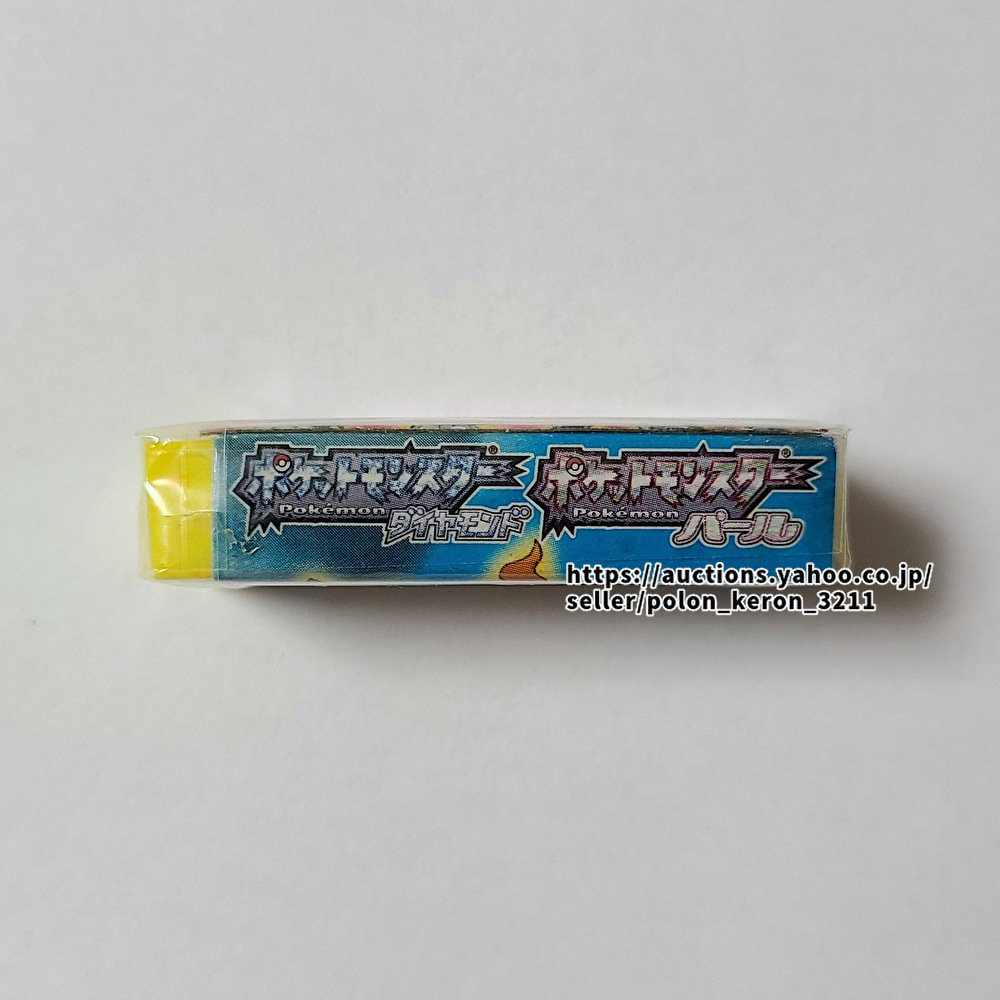 ポケットモンスター® ポケットモンスター®
Pokémon Pokémon
ダイヤモンド パール
https://auctions.yahoo.co.jp/
seller/polon_keron_3211